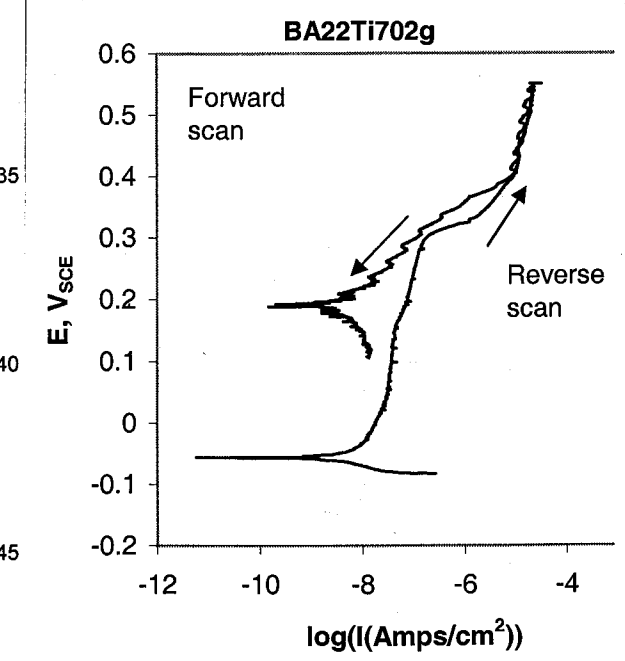 BA22Ti702g
0.6
Forward
scan
0.5
35
0.4
0.3
Reverse
scan
E, VSCE
0.2
40
0.1
0
-0.1
45
-0.2
-12 -10 -8 -6 -4
log(I(Amps/cm²))